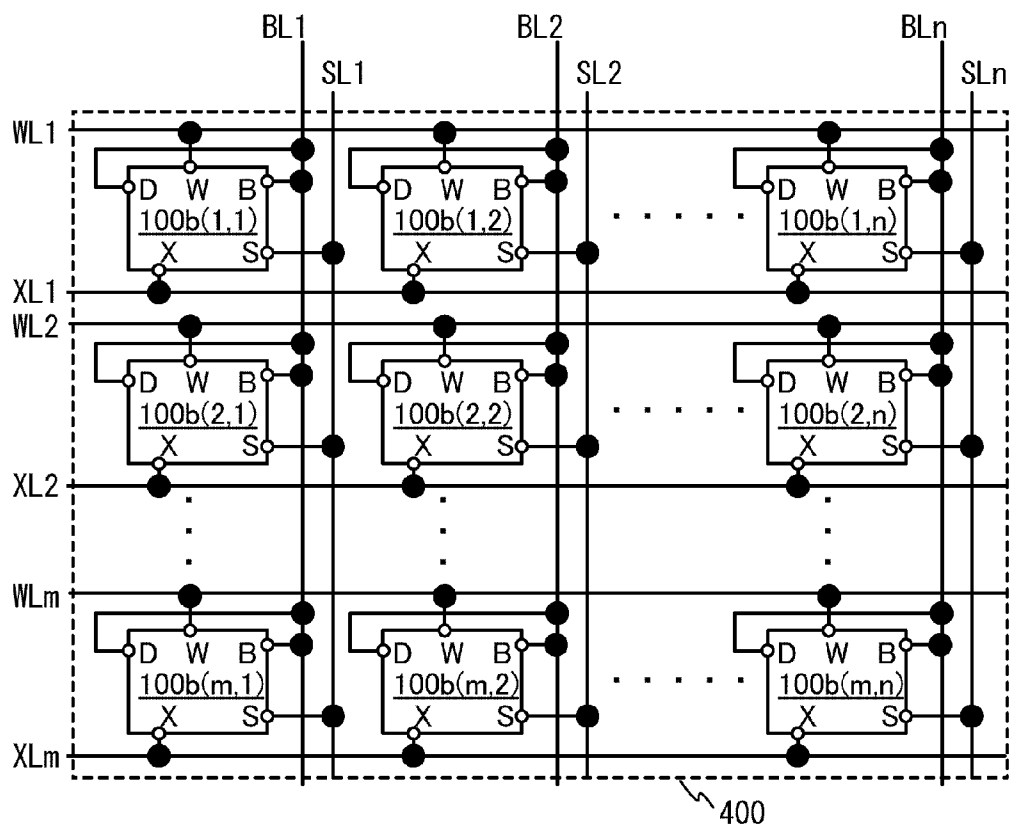 BL1 BL2 BLn
SL1 SL2 SLn
WL1
D W B D W B D W B
100b(1,1) 100b(1,2) . . . . . 100b(1,n)
X S X S X S
XL1
WL2
D W B D W B D W B
100b(2,1) 100b(2,2) . . . . . 100b(2,n)
X S X S X S
XL2
WLm
D W B D W B D W B
100b(m,1) 100b(m,2) . . . . . 100b(m,n)
X S X S X S
XLm
400